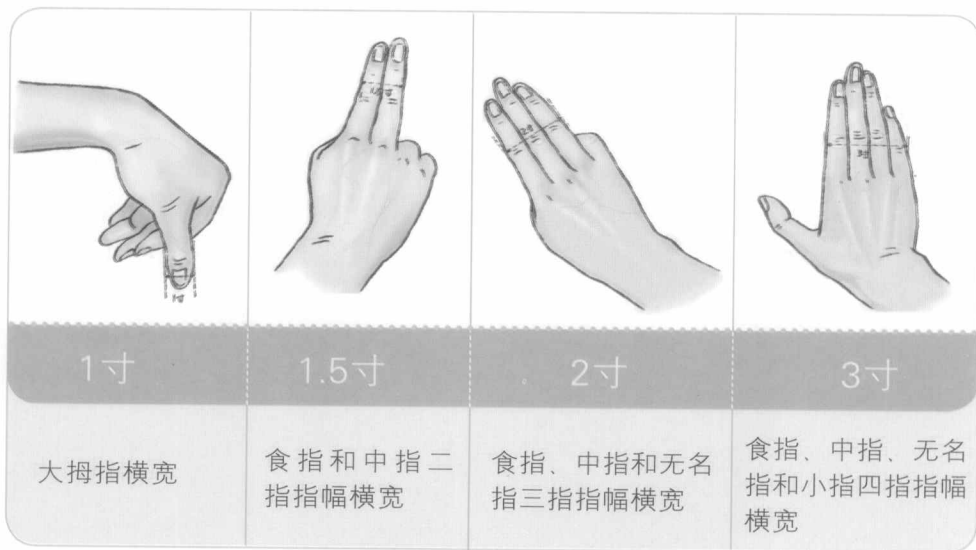 1寸
1.5寸
2寸
3寸
大拇指横宽
食指和中指二
指指幅横宽
食指、中指和无名
指三指指幅横宽
食指、中指、无名
指和小指四指指幅
横宽